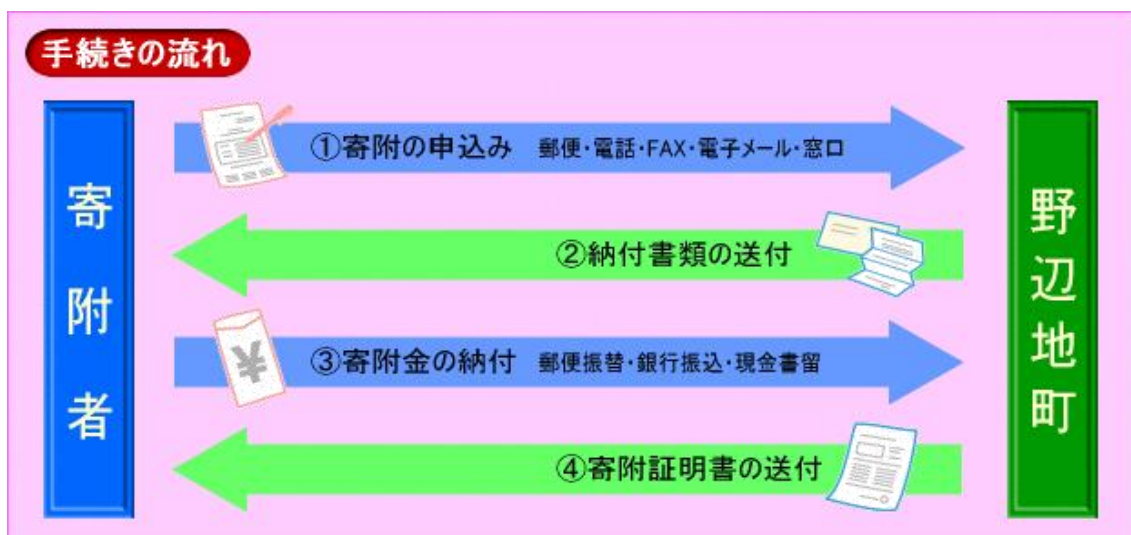 手続きの流れ
寄附者
①寄附の申込み 郵便・電話・FAX・電子メール・窓口
②納付書類の送付
¥
③寄附金の納付 郵便振替・銀行振込・現金書留
④寄附証明書の送付
野辺地町